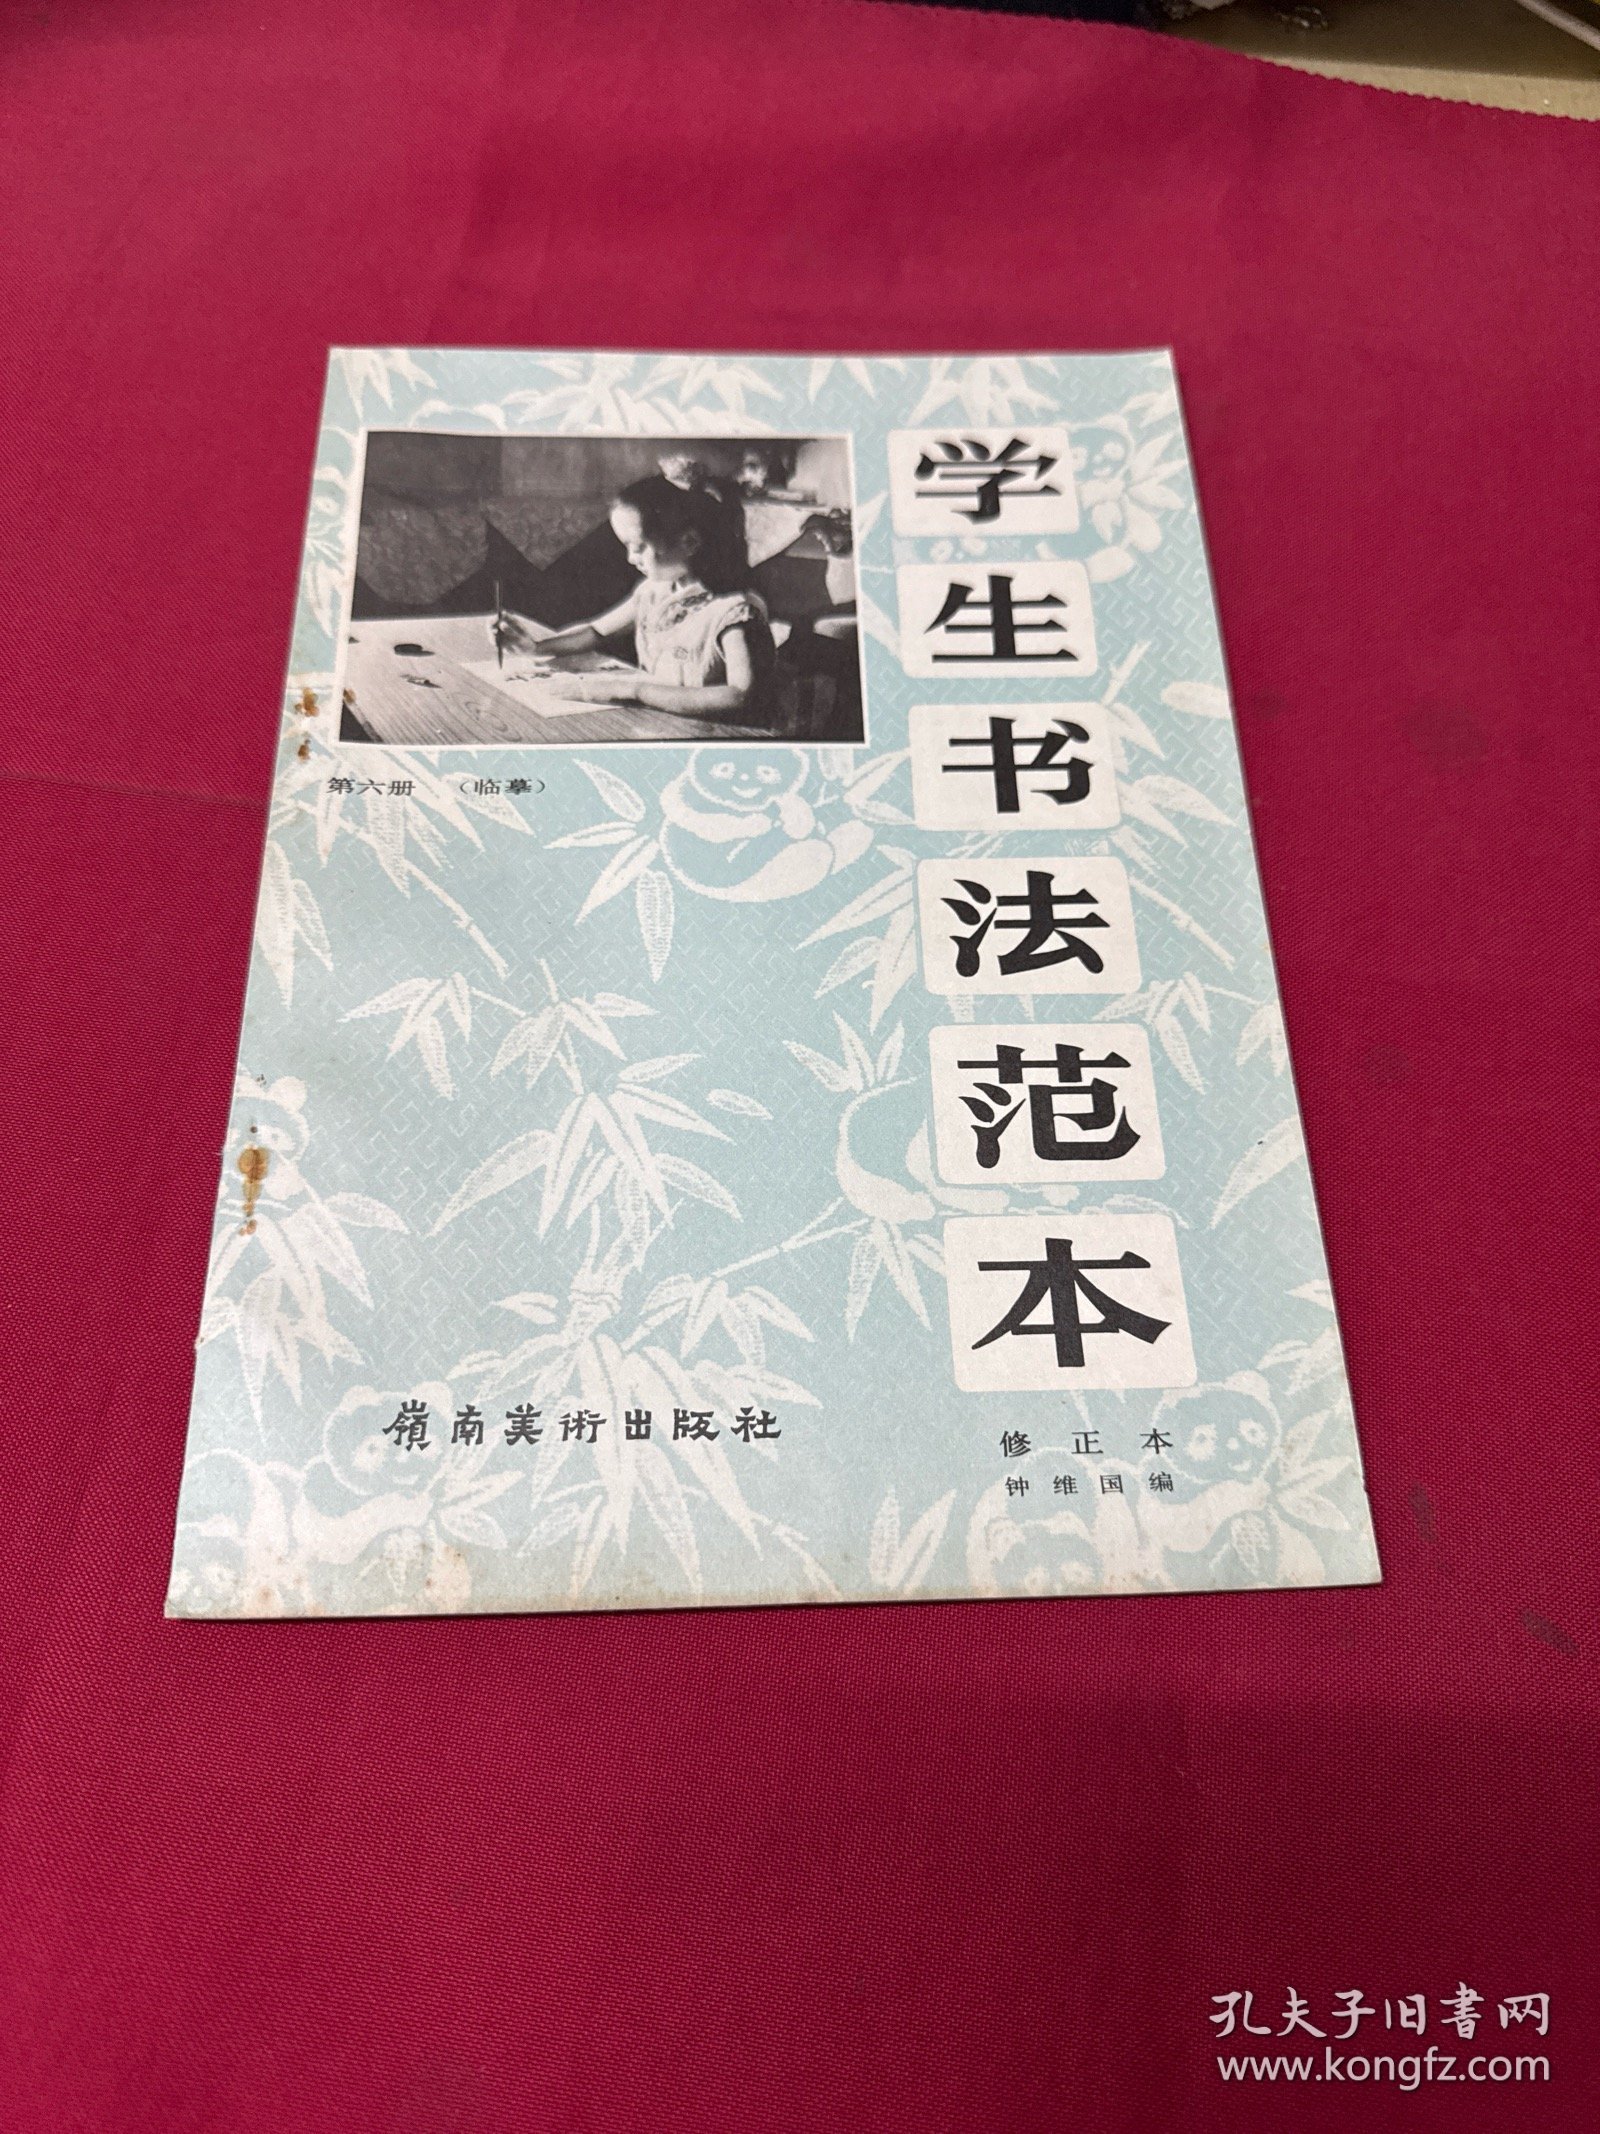 学生书法范本
第六册 （临摹）
嶺南美術出版社
修正本
钟维国编
孔夫子旧書网
www.kongfz.com